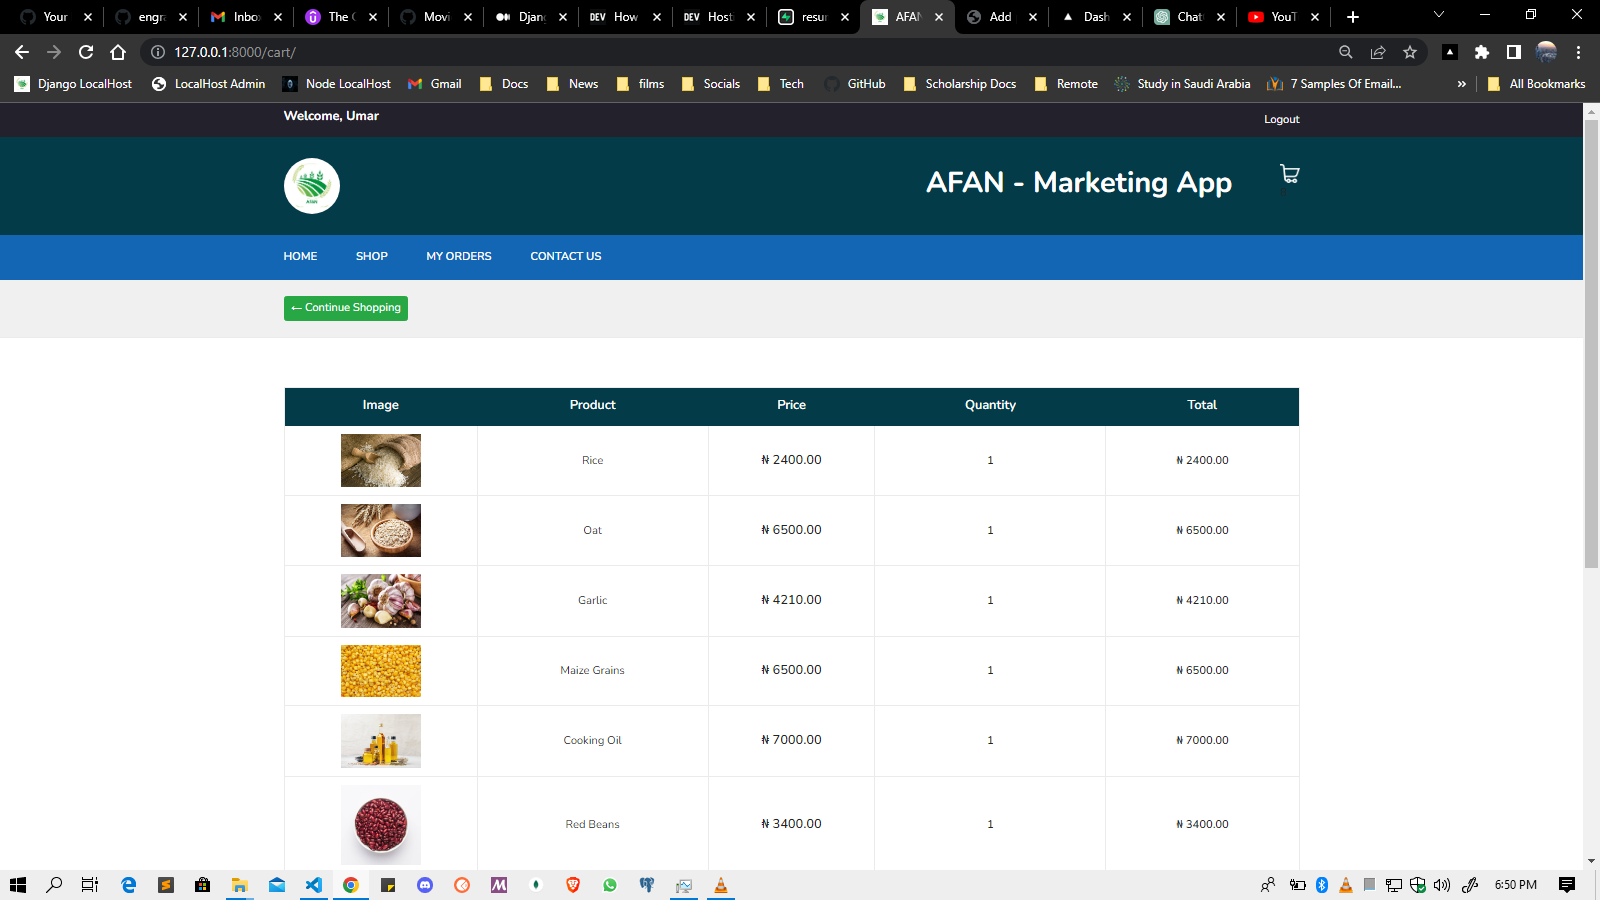 Your
engra
Inbox
The C
Movi
Djang
DEV How
DEV Host
resur
AFAN
Add
Dash
Chat
YouT
127.0.0.1:8000/cart/
Django LocalHost
LocalHost Admin
Node LocalHost
Gmail
Docs
News
films
Socials
Tech
GitHub
Scholarship Docs
Remote
Study in Saudi Arabia
7 Samples Of Email...
»
All Bookmarks
Welcome, Umar
Logout
AFAN
AFAN - Marketing App
HOME SHOP MY ORDERS CONTACT US
← Continue Shopping
Image Product Price Quantity Total
Rice ₦ 2400.00 1 ₦ 2400.00
Oat ₦ 6500.00 1 ₦ 6500.00
Garlic ₦ 4210.00 1 ₦ 4210.00
Maize Grains ₦ 6500.00 1 ₦ 6500.00
Cooking Oil ₦ 7000.00 1 ₦ 7000.00
Red Beans ₦ 3400.00 1 ₦ 3400.00
6:50 PM